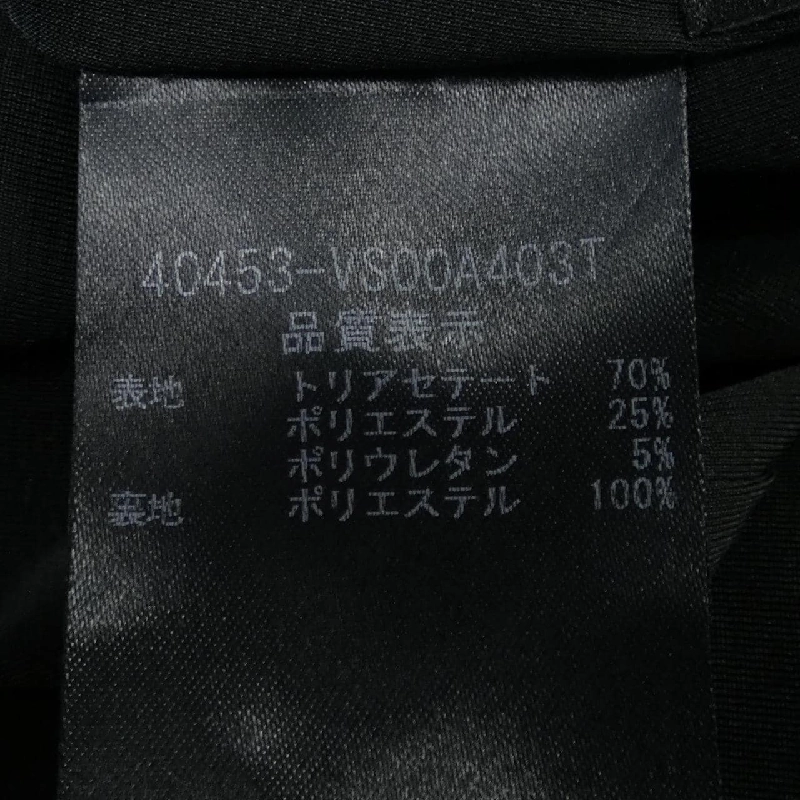 40453-VS00A403T
品質表示
表地 トリアセテート 70%
ポリエステル 25%
ポリウレタン 5%
裏地 ポリエステル 100%